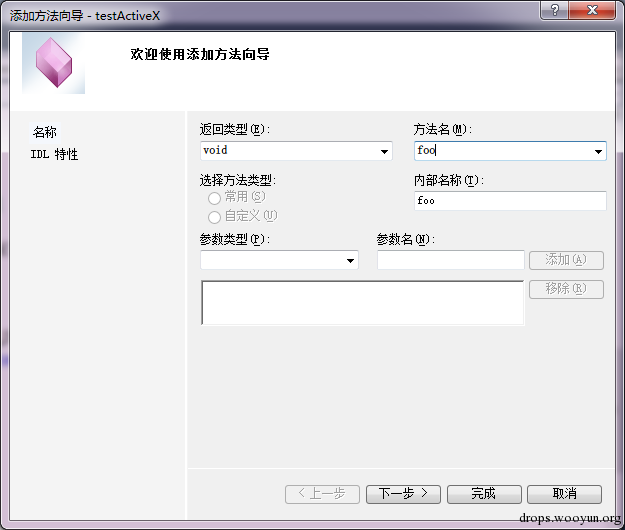 添加方法向导 - testActiveX
欢迎使用添加方法向导
名称
IDL 特性
返回类型(E):
方法名(M):
void
foo
选择方法类型:
内部名称(T):
常用(S)
foo
自定义(U)
参数类型(P):
参数名(N):
添加(A)
移除(R)
< 上一步
下一步 >
完成
取消
drops.wooyun.org